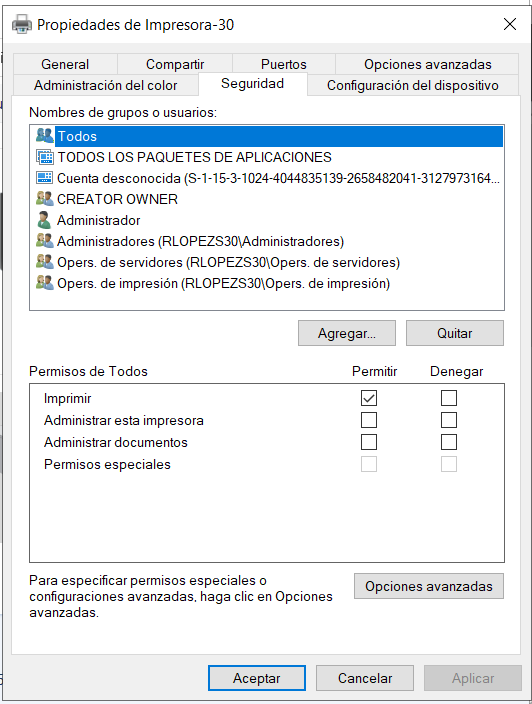 Propiedades de Impresora-30
General Compartir Puertos Opciones avanzadas
Administración del color Seguridad Configuración del dispositivo
Nombres de grupos o usuarios:
Todos
TODOS LOS PAQUETES DE APLICACIONES
Cuenta desconocida (S-1-15-3-1024-4044835139-2658482041-3127973164...
CREATOR OWNER
Administrador
Administradores (RLOPEZS30\Administradores)
Opers. de servidores (RLOPEZS30\Opers. de servidores)
Opers. de impresión (RLOPEZS30\Opers. de impresión)
Agregar... Quitar
Permisos de Todos Permitir Denegar
Imprimir
Administrar esta impresora
Administrar documentos
Permisos especiales
Para especificar permisos especiales o
configuraciones avanzadas, haga clic en Opciones
avanzadas.
Opciones avanzadas
Aceptar Cancelar Aplicar